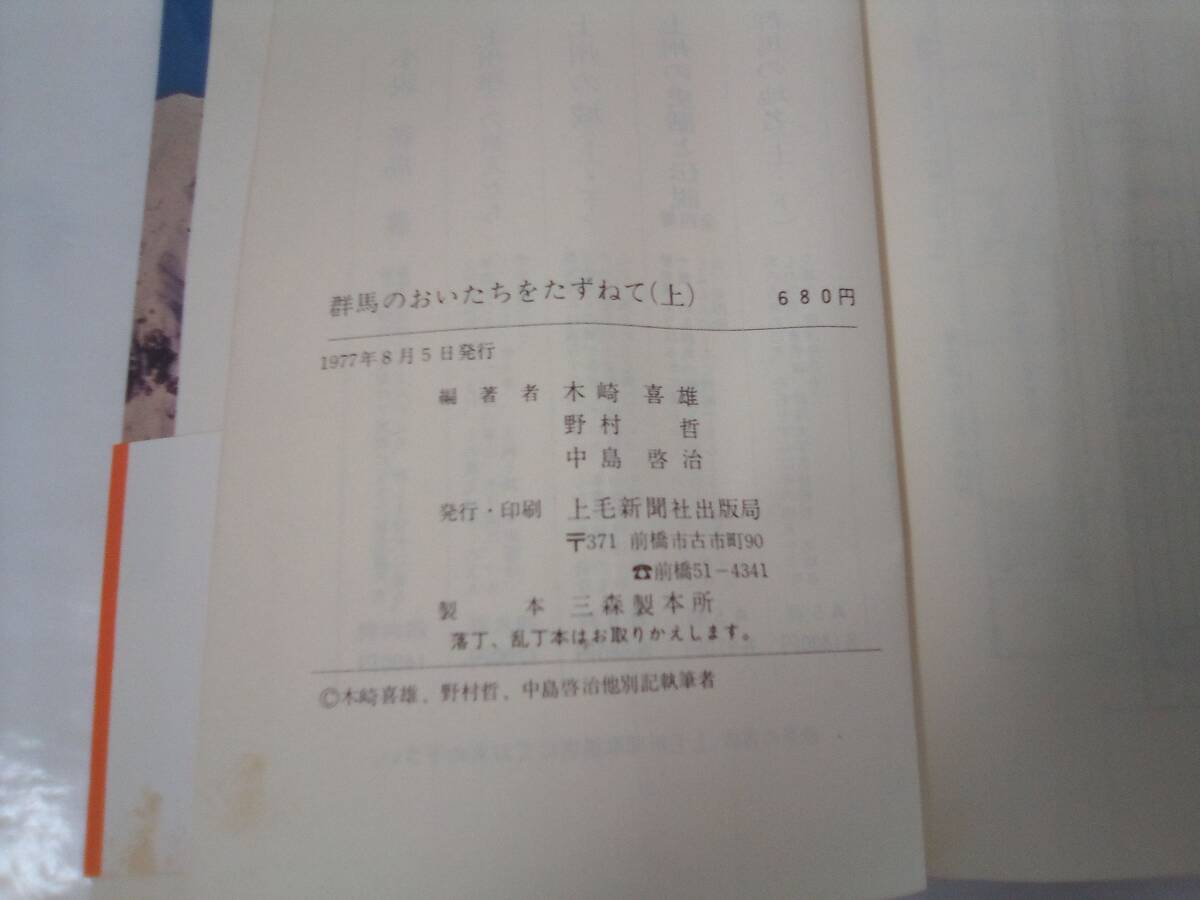 群馬のおいたちをたずねて(上) 680円
1977年8月5日発行
編著者 木崎喜雄
野村 哲
中島啓治
発行・印刷 上毛新聞社出版局
〒371 前橋市古市町90
☎前橋51-4341
製本 三森製本所
落丁、乱丁本はお取りかえします。
©木崎喜雄、野村哲、中島啓治他別記執筆者